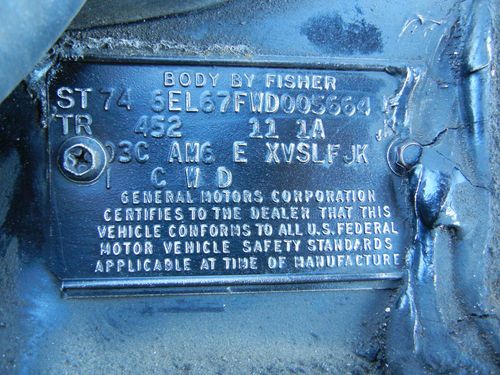 BODY BY FISHER
ST 74 6EL67FWD005664
TR 452 11 1A
03C AM6 E XVSLFJK
C W D
GENERAL MOTORS CORPORATION
CERTIFIES TO THE DEALER THAT THIS
VEHICLE CONFORMS TO ALL U.S. FEDERAL
MOTOR VEHICLE SAFETY STANDARDS
APPLICABLE AT TIME OF MANUFACTURE